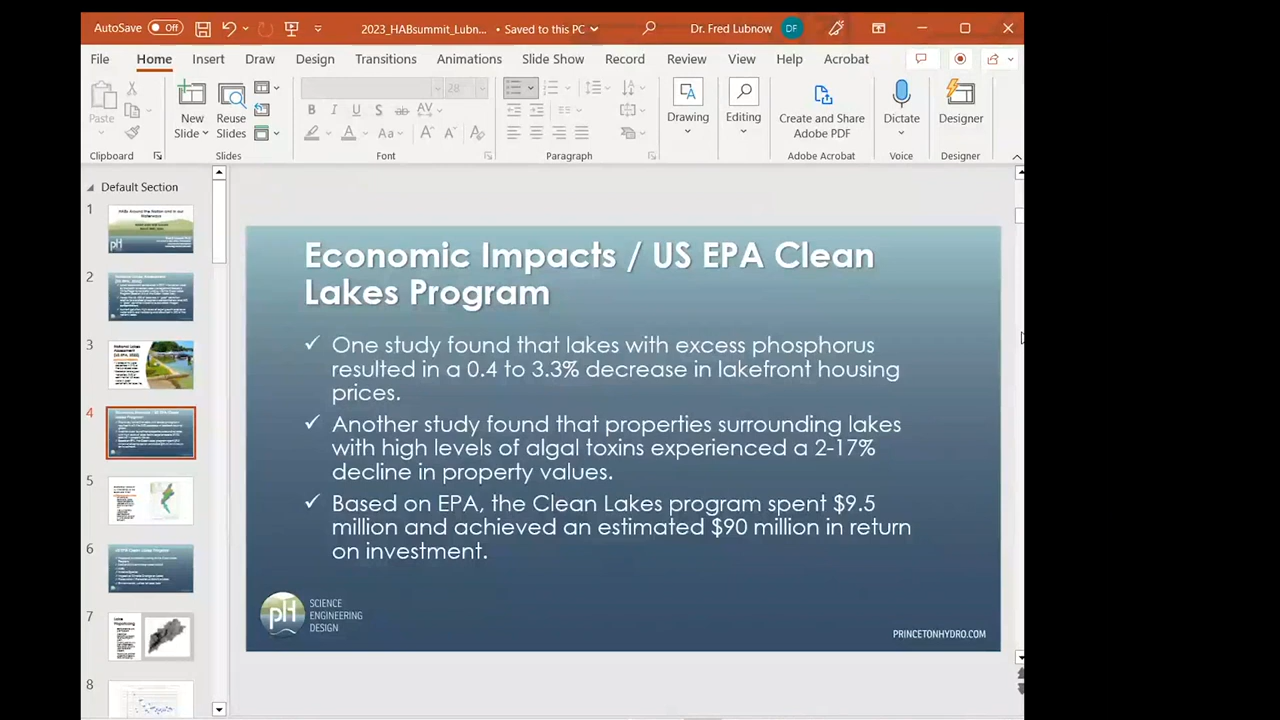 AutoSave Off 2023_HABsummit_Lubn... • Saved to this PC Dr. Fred Lubnow DF
File Home Insert Draw Design Transitions Animations Slide Show Record Review View Help Acrobat
Paste New Slide Reuse Slides 28 Drawing Editing Create and Share Adobe PDF Dictate Designer
Clipboard Slides Font Paragraph Adobe Acrobat Voice Designer
Default Section
1
2
3
4
5
6
7
8
Economic Impacts / US EPA Clean
Lakes Program
✓ One study found that lakes with excess phosphorus
resulted in a 0.4 to 3.3% decrease in lakefront housing
prices.
✓ Another study found that properties surrounding lakes
with high levels of algal toxins experienced a 2-17%
decline in property values.
✓ Based on EPA, the Clean Lakes program spent $9.5
million and achieved an estimated $90 million in return
on investment.
pH
SCIENCE
ENGINEERING
DESIGN
PRINCETONHYDRO.COM